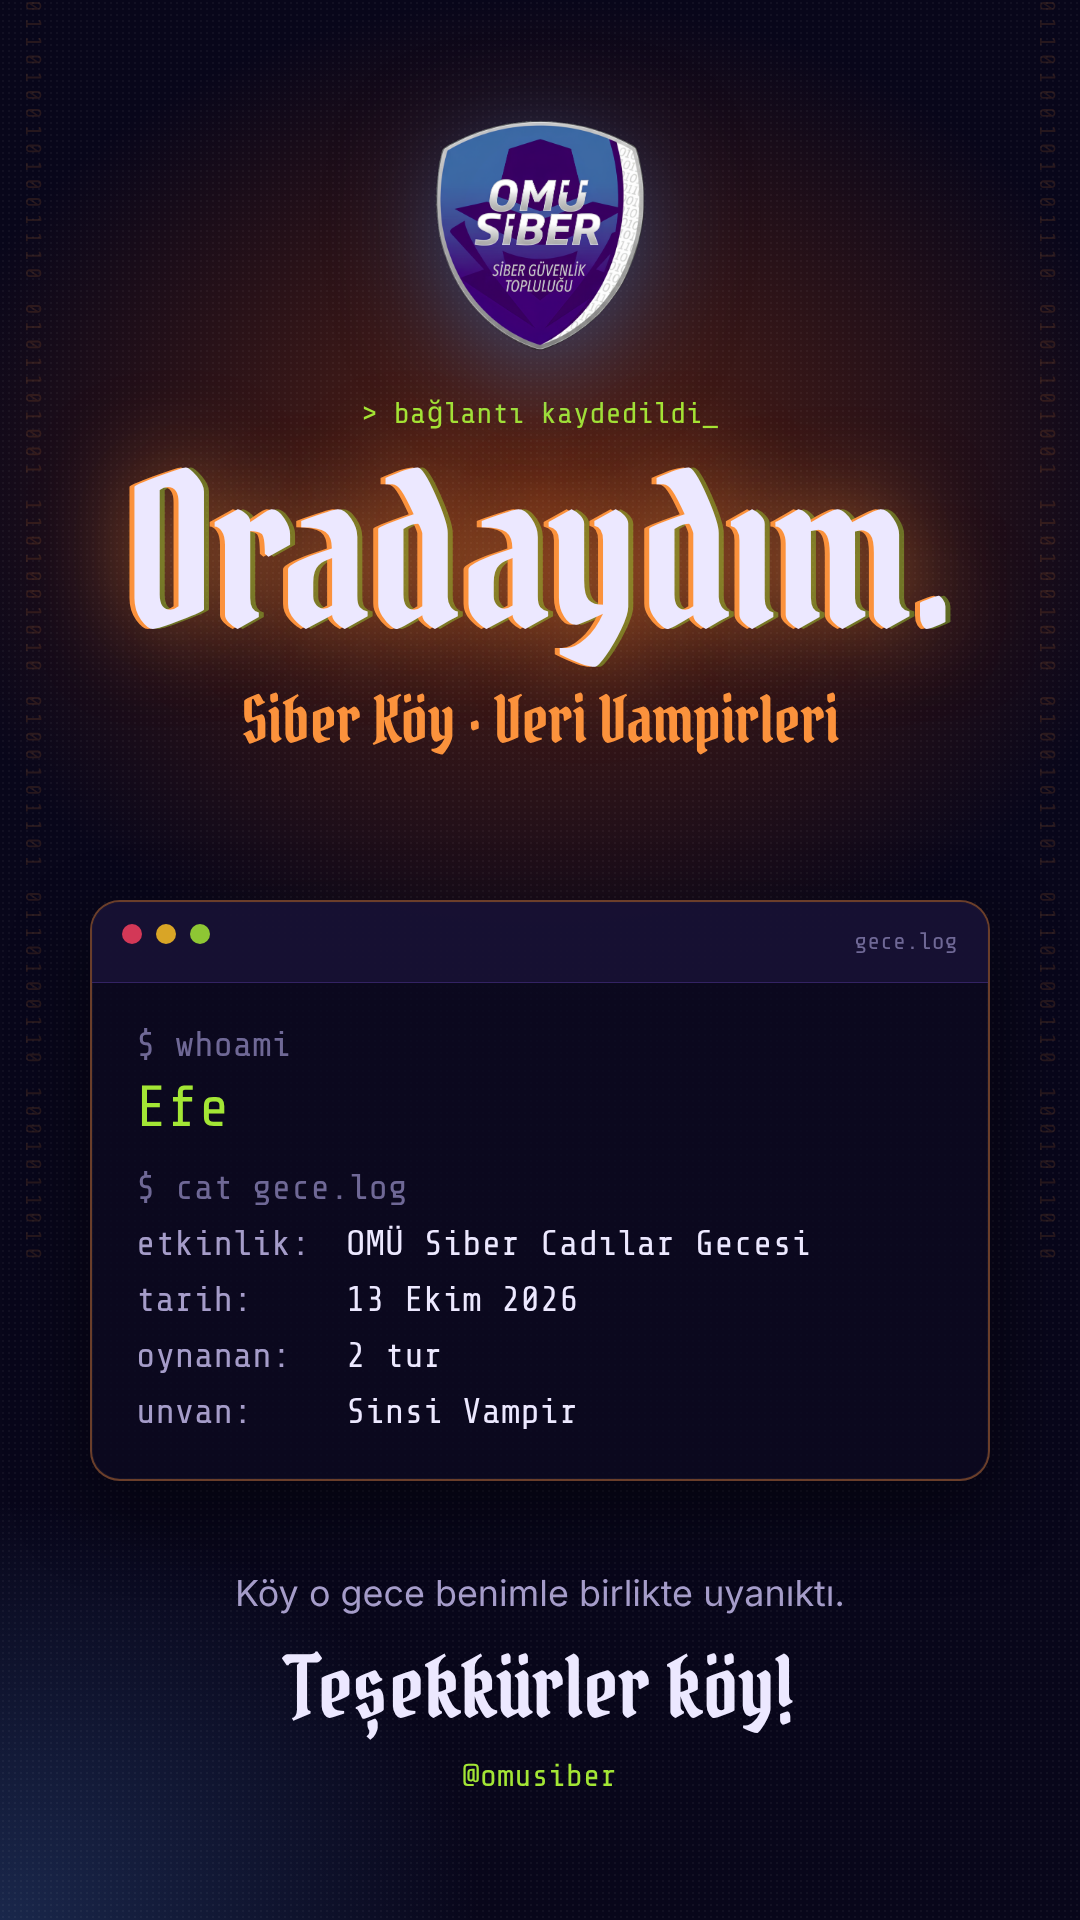 OMÜ
SİBER
SİBER GÜVENLİK
TOPLULUĞU
> bağlantı kaydedildi_
Oradaydım.
Siber Köy · Veri Vampirleri
gece.log
$ whoami
Efe
$ cat gece.log
etkinlik: OMÜ Siber Cadılar Gecesi
tarih: 13 Ekim 2026
oynanan: 2 tur
unvan: Sinsi Vampir
Köy o gece benimle birlikte uyanıktı.
Teşekkürler köy!
@omusiber